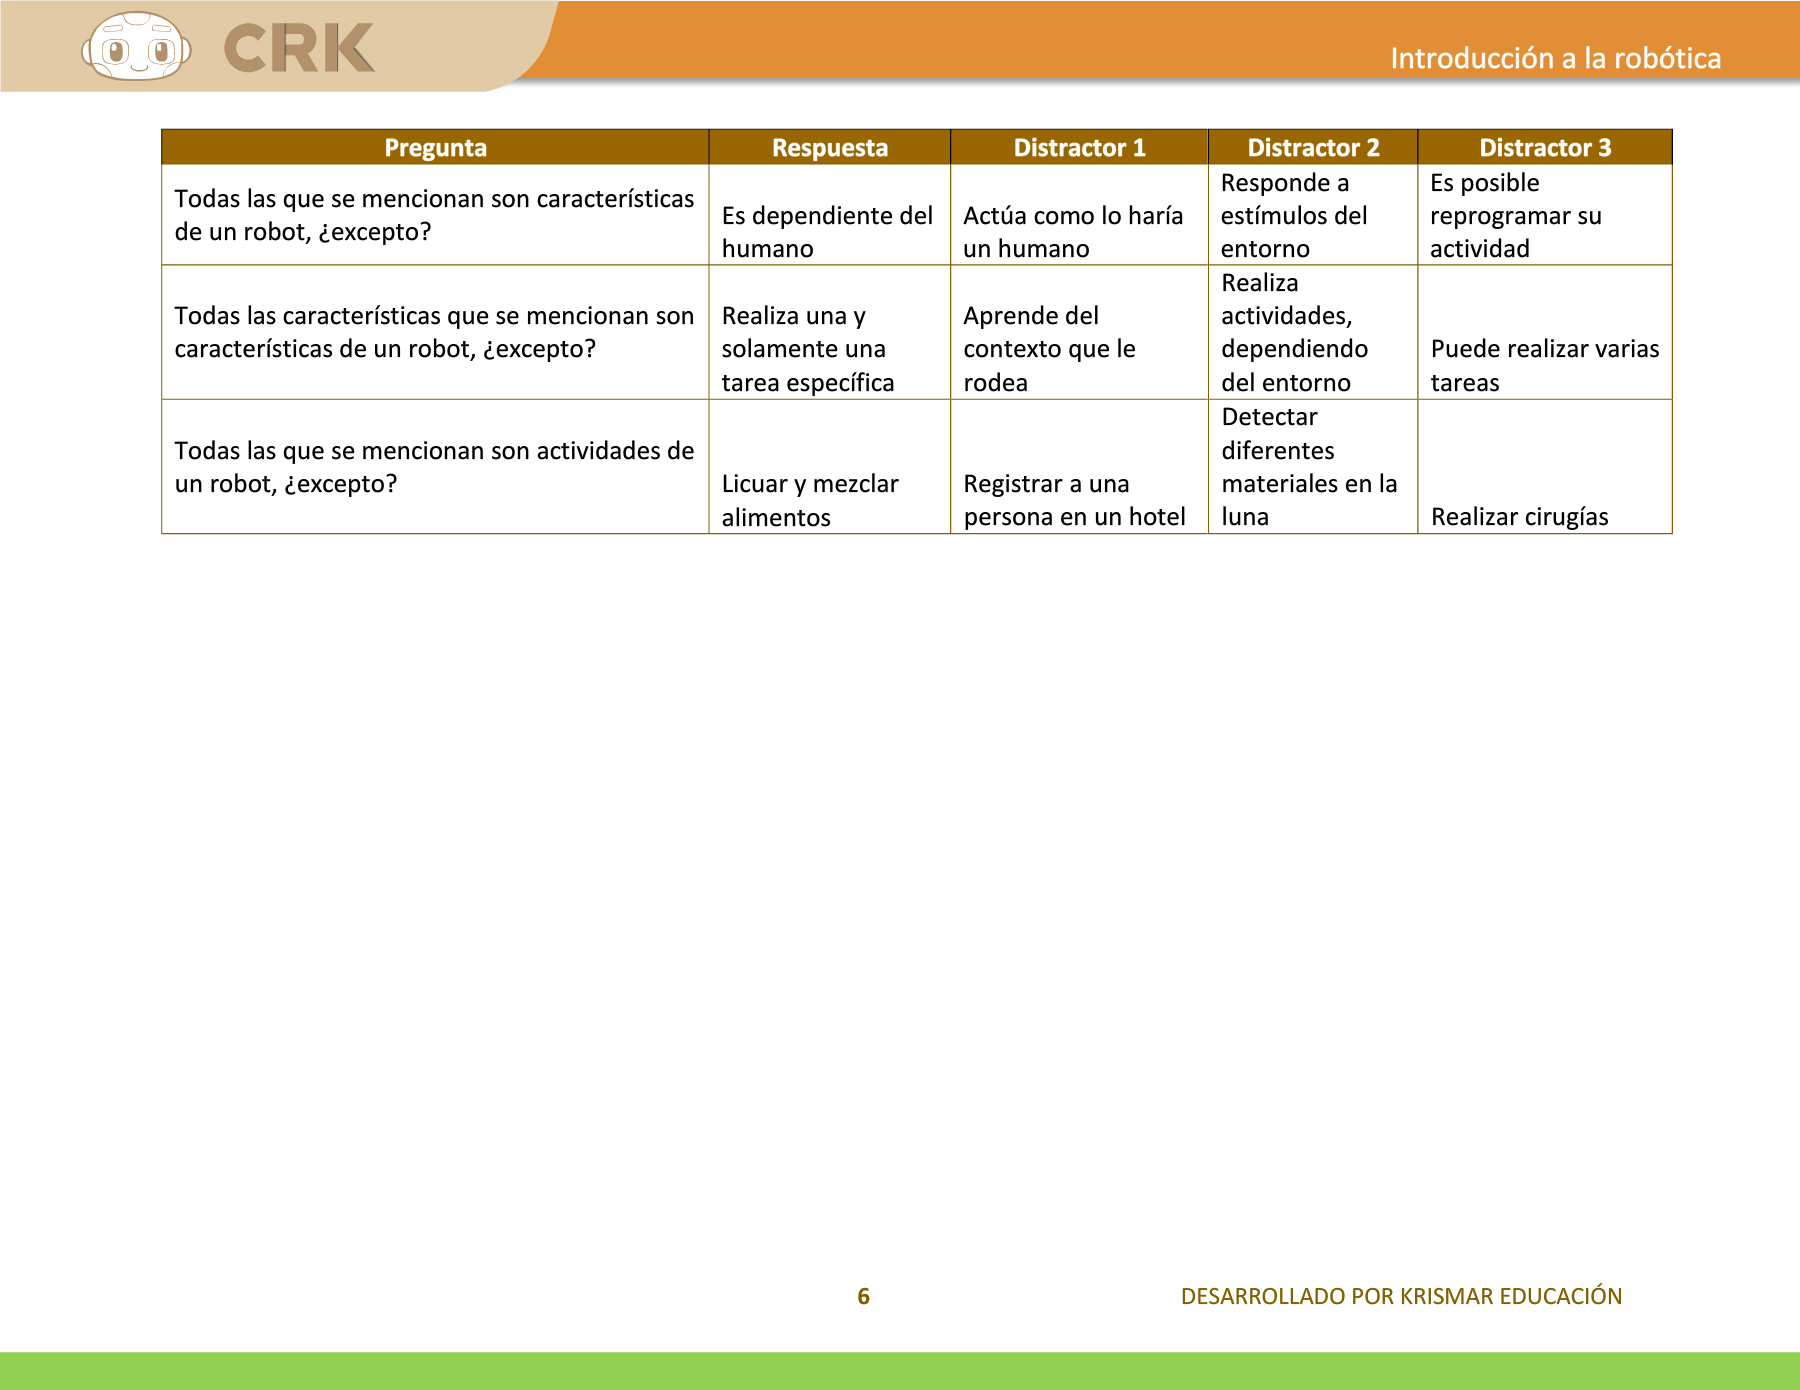 CRK
Introducción a la robótica
Pregunta Respuesta Distractor 1 Distractor 2 Distractor 3
Todas las que se mencionan son características
de un robot, ¿excepto?
Es dependiente del
humano
Actúa como lo haría
un humano
Responde a
estímulos del
entorno
Es posible
reprogramar su
actividad
Todas las características que se mencionan son
características de un robot, ¿excepto?
Realiza una y
solamente una
tarea específica
Aprende del
contexto que le
rodea
Realiza
actividades,
dependiendo
del entorno
Puede realizar varias
tareas
Todas las que se mencionan son actividades de
un robot, ¿excepto?
Licuar y mezclar
alimentos
Registrar a una
persona en un hotel
Detectar
diferentes
materiales en la
luna
Realizar cirugías
6
DESARROLLADO POR KRISMAR EDUCACIÓN